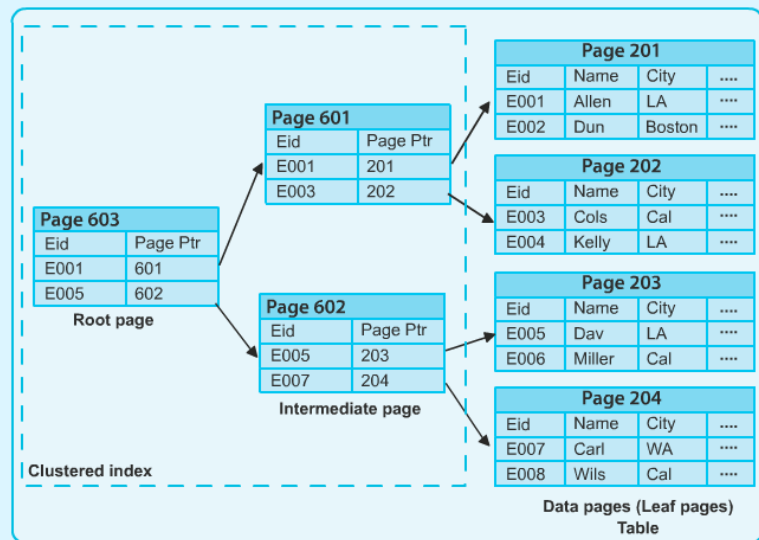 Page 603
Eid Page Ptr
E001 601
E005 602
Root page
Page 601
Eid Page Ptr
E001 201
E003 202
Page 602
Eid Page Ptr
E005 203
E007 204
Intermediate page
Clustered index
Page 201
Eid Name City ....
E001 Allen LA ....
E002 Dun Boston ....
Page 202
Eid Name City ....
E003 Cols Cal ....
E004 Kelly LA ....
Page 203
Eid Name City ....
E005 Dav LA ....
E006 Miller Cal ....
Page 204
Eid Name City ....
E007 Carl WA ....
E008 Wils Cal ....
Data pages (Leaf pages)
Table